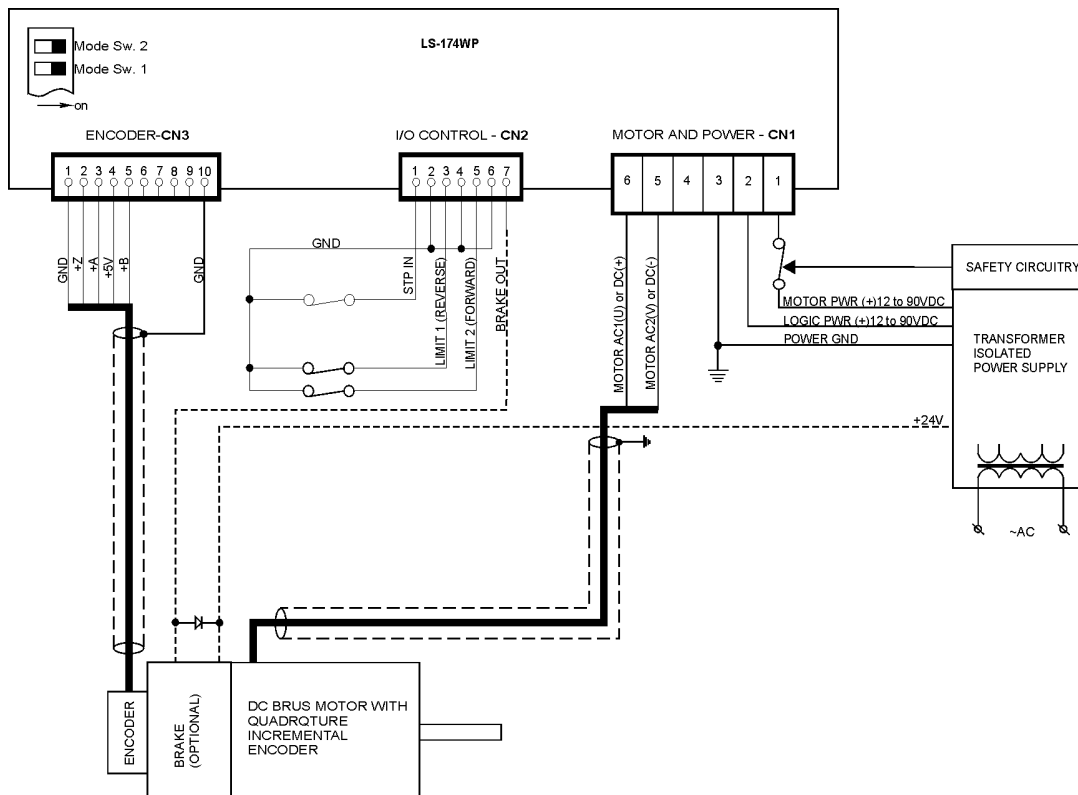 LS-174WP
Mode Sw. 2
Mode Sw. 1
on
ENCODER-CN3
I/O CONTROL - CN2
MOTOR AND POWER - CN1
1 2 3 4 5 6 7 8 9 10
1 2 3 4 5 6 7
6 5 4 3 2 1
GND
+Z
+A
+5V
+B
GND
GND
STP IN
LIMIT 1 (REVERSE)
LIMIT 2 (FORWARD)
BRAKE OUT
MOTOR AC1(U) or DC(+)
MOTOR AC2(V) or DC(-)
SAFETY CIRCUITRY
MOTOR PWR (+)12 to 90VDC
LOGIC PWR (+)12 to 90VDC
POWER GND
TRANSFORMER
ISOLATED
POWER SUPPLY
+24V
~AC
ENCODER
BRAKE
(OPTIONAL)
DC BRUS MOTOR WITH
QUADRQTURE
INCREMENTAL
ENCODER